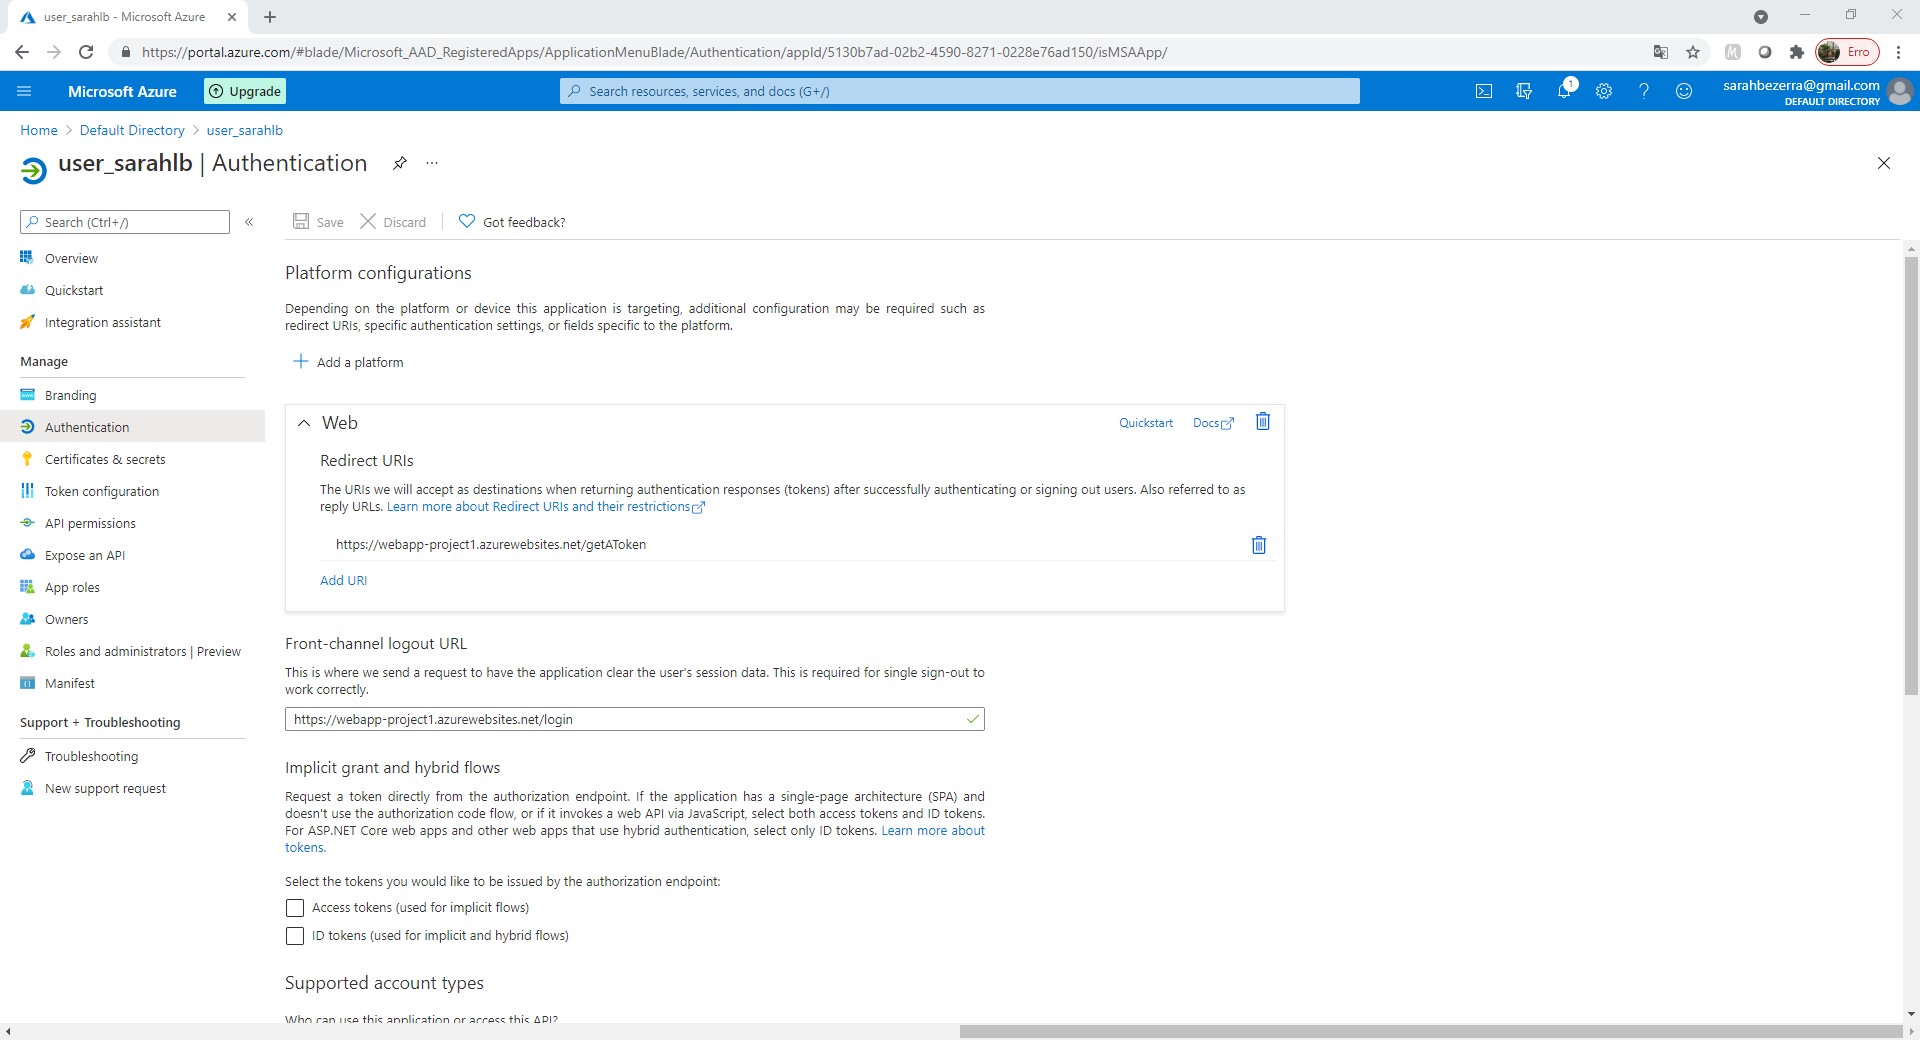 user_sarahlb - Microsoft Azure
https://portal.azure.com/#blade/Microsoft_AAD_RegisteredApps/ApplicationMenuBlade/Authentication/appId/5130b7ad-02b2-4590-8271-0228e76ad150/isMSAApp/
Erro
Microsoft Azure
Upgrade
Search resources, services, and docs (G+/)
1
sarahbezerra@gmail.com
DEFAULT DIRECTORY
Home > Default Directory > user_sarahlb
user_sarahlb | Authentication
Search (Ctrl+/)
Overview
Quickstart
Integration assistant
Manage
Branding
Authentication
Certificates & secrets
Token configuration
API permissions
Expose an API
App roles
Owners
Roles and administrators | Preview
Manifest
Support + Troubleshooting
Troubleshooting
New support request
Save
Discard
Got feedback?
Platform configurations
Depending on the platform or device this application is targeting, additional configuration may be required such as
redirect URIs, specific authentication settings, or fields specific to the platform.
Add a platform
Web
Quickstart
Docs
Redirect URIs
The URIs we will accept as destinations when returning authentication responses (tokens) after successfully authenticating or signing out users. Also referred to as
reply URLs. Learn more about Redirect URIs and their restrictions
https://webapp-project1.azurewebsites.net/getAToken
Add URI
Front-channel logout URL
This is where we send a request to have the application clear the user's session data. This is required for single sign-out to
work correctly.
https://webapp-project1.azurewebsites.net/login
Implicit grant and hybrid flows
Request a token directly from the authorization endpoint. If the application has a single-page architecture (SPA) and
doesn't use the authorization code flow, or if it invokes a web API via JavaScript, select both access tokens and ID tokens.
For ASP.NET Core web apps and other web apps that use hybrid authentication, select only ID tokens. Learn more about
tokens.
Select the tokens you would like to be issued by the authorization endpoint:
Access tokens (used for implicit flows)
ID tokens (used for implicit and hybrid flows)
Supported account types
Who can use this application or access this API?